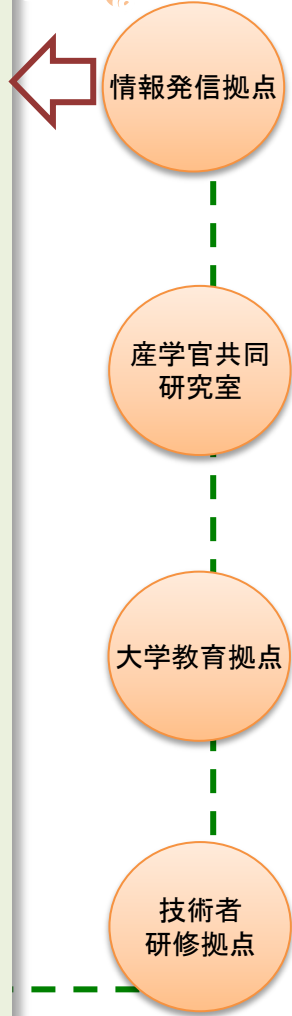 情報発信拠点
産学官共同
研究室
大学教育拠点
技術者
研修拠点